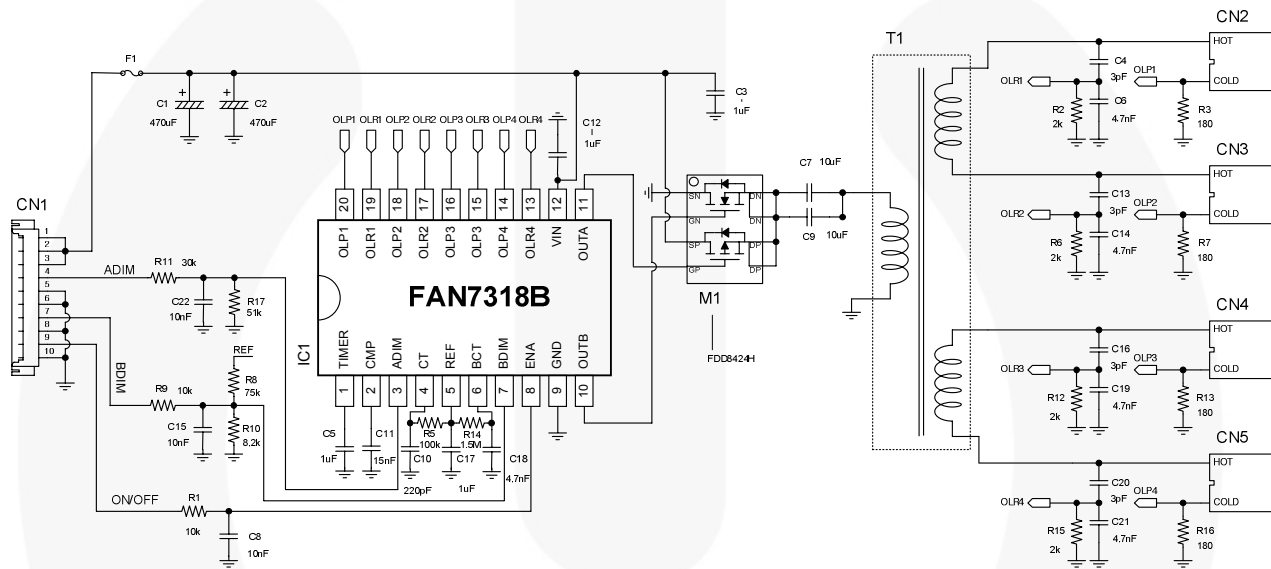 CN2
T1
HOT
F1
C4
3pF
OLR1
OLP1
COLD
C1
470uF
C2
470uF
C3
1uF
R2
2k
C6
4.7nF
R3
180
OLP1 OLR1 OLP2 OLR2 OLP3 OLR3 OLP4 OLR4
C12
1uF
CN3
HOT
C7
10uF
C9
10uF
C13
3pF
OLR2
OLP2
COLD
R6
2k
C14
4.7nF
R7
180
CN1
1
2
3
4
5
6
7
8
9
10
20 19 18 17 16 15 14 13 12 11
OLP1 OLR1 OLP2 OLR2 OLP3 OLR3 OLP4 OLR4 VIN OUTA
SN
GN
SP
GP
DN
DN
DP
DP
M1
FDD8424H
ADIM
R11
30k
C22
10nF
R17
51k
FAN7318B
IC1
TIMER CMP ADIM CT REF BCT BDIM ENA GND OUTB
1 2 3 4 5 6 7 8 9 10
CN4
HOT
C16
3pF
OLR3
OLP3
COLD
R12
2k
C19
4.7nF
R13
180
BDIM
REF
R8
75k
R9
10k
C15
10nF
R10
8.2k
C5
1uF
C11
15nF
R5
100k
R14
1.5M
C10
220pF
C17
1uF
C18
4.7nF
CN5
HOT
C20
3pF
OLR4
OLP4
COLD
R15
2k
C21
4.7nF
R16
180
ON/OFF
R1
10k
C8
10nF